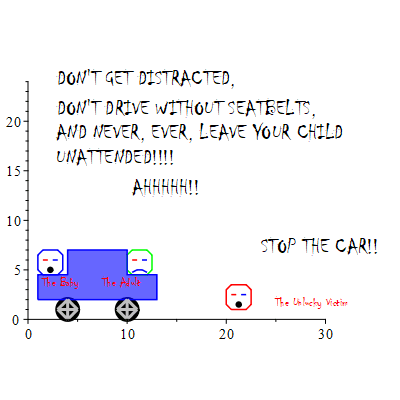 DON'T GET DISTRACTED,
DON'T DRIVE WITHOUT SEATBELTS,
AND NEVER, EVER, LEAVE YOUR CHILD
UNATTENDED!!!!
AHHHHH!!
STOP THE CAR!!
The Baby
The Adult
The Unlucky Victim
20
15
10
5
0
0
10
20
30